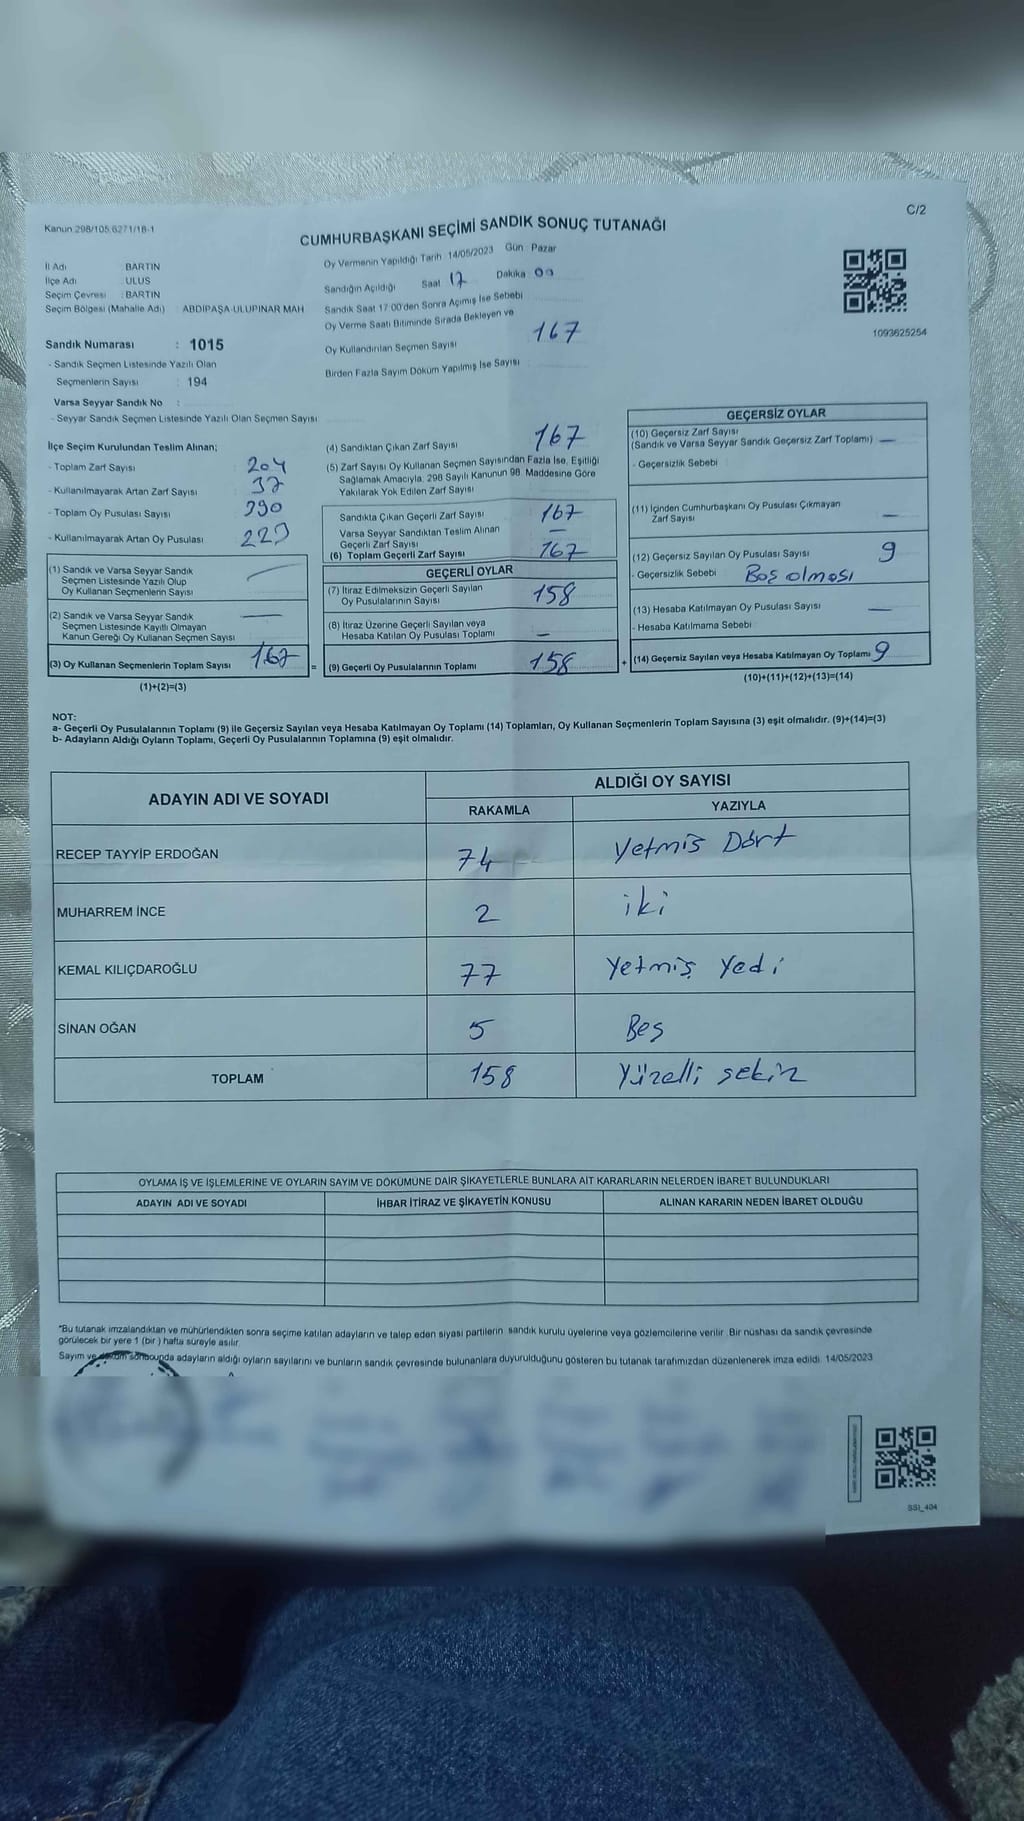 C/2
Kanun 298/105 6271/18-1
CUMHURBAŞKANI SEÇİMİ SANDIK SONUÇ TUTANAĞI
İl Adı : BARTIN
İlçe Adı : ULUS
Seçim Çevresi : BARTIN
Seçim Bölgesi (Mahalle Adı) : ABDİPAŞA-ULUPINAR MAH
Sandık Numarası : 1015
- Sandık Seçmen Listesinde Yazılı Olan
Seçmenlerin Sayısı : 194
Varsa Seyyar Sandık No :
- Seyyar Sandık Seçmen Listesinde Yazılı Olan Seçmen Sayısı
Oy Vermenin Yapıldığı Tarih : 14/05/2023 Gün : Pazar
Sandığın Açıldığı Saat 17 Dakika : 00
Sandık Saat 17:00'den Sonra Açımış İse Sebebi
Oy Verme Saati Bitiminde Sırada Bekleyen ve
Oy Kullandırılan Seçmen Sayısı 167
Birden Fazla Sayım Döküm Yapılmış İse Sayısı
1093625254
İlçe Seçim Kurulundan Teslim Alınan;
- Toplam Zarf Sayısı 204
- Kullanılmayarak Artan Zarf Sayısı 37
- Toplam Oy Pusulası Sayısı 390
- Kullanılmayarak Artan Oy Pusulası 223
(1) Sandık ve Varsa Seyyar Sandık
Seçmen Listesinde Yazılı Olup
Oy Kullanan Seçmenlerin Sayısı
(2) Sandık ve Varsa Seyyar Sandık
Seçmen Listesinde Kayıtlı Olmayan
Kanun Gereği Oy Kullanan Seçmen Sayısı
(3) Oy Kullanan Seçmenlerin Toplam Sayısı 167
(1)+(2)=(3)
(4) Sandıktan Çıkan Zarf Sayısı 167
(5) Zarf Sayısı Oy Kullanan Seçmen Sayısından Fazla İse, Eşitliği
Sağlamak Amacıyla, 298 Sayılı Kanunun 98. Maddesine Göre
Yakılarak Yok Edilen Zarf Sayısı
Sandıkta Çıkan Geçerli Zarf Sayısı 167
Varsa Seyyar Sandıktan Teslim Alınan
Geçerli Zarf Sayısı —
(6) Toplam Geçerli Zarf Sayısı 167
GEÇERLİ OYLAR
(7) İtiraz Edilmeksizin Geçerli Sayılan
Oy Pusulalarının Sayısı 158
(8) İtiraz Üzerine Geçerli Sayılan veya
Hesaba Katılan Oy Pusulası Toplamı —
= (9) Geçerli Oy Pusulalarının Toplamı 158
GEÇERSİZ OYLAR
(10) Geçersiz Zarf Sayısı
(Sandık ve Varsa Seyyar Sandık Geçersiz Zarf Toplamı) —
- Geçersizlik Sebebi
(11) İçinden Cumhurbaşkanı Oy Pusulası Çıkmayan
Zarf Sayısı —
(12) Geçersiz Sayılan Oy Pusulası Sayısı 9
- Geçersizlik Sebebi Boş olması
(13) Hesaba Katılmayan Oy Pusulası Sayısı —
- Hesaba Katılmama Sebebi
+ (14) Geçersiz Sayılan veya Hesaba Katılmayan Oy Toplamı 9
(10)+(11)+(12)+(13)=(14)
NOT:
a- Geçerli Oy Pusulalarının Toplamı (9) ile Geçersiz Sayılan veya Hesaba Katılmayan Oy Toplamı (14) Toplamları, Oy Kullanan Seçmenlerin Toplam Sayısına (3) eşit olmalıdır. (9)+(14)=(3)
b- Adayların Aldığı Oyların Toplamı, Geçerli Oy Pusulalarının Toplamına (9) eşit olmalıdır.
ADAYIN ADI VE SOYADI ALDIĞI OY SAYISI
RAKAMLA YAZIYLA
RECEP TAYYİP ERDOĞAN 74 Yetmiş Dört
MUHARREM İNCE 2 iki
KEMAL KILIÇDAROĞLU 77 Yetmiş Yedi
SİNAN OĞAN 5 Beş
TOPLAM 158 Yüzelli sekiz
OYLAMA İŞ VE İŞLEMLERİNE VE OYLARIN SAYIM VE DÖKÜMÜNE DAİR ŞİKAYETLERLE BUNLARA AİT KARARLARIN NELERDEN İBARET BULUNDUKLARI
ADAYIN ADI VE SOYADI İHBAR İTİRAZ VE ŞİKAYETİN KONUSU ALINAN KARARIN NEDEN İBARET OLDUĞU
*Bu tutanak imzalandıktan ve mühürlendikten sonra seçime katılan adayların ve talep eden siyasi partilerin sandık kurulu üyelerine veya gözlemcilerine verilir. Bir nüshası da sandık çevresinde
görülecek bir yere 1 (bir) hafta süreyle asılır.
Sayım ve döküm sonucunda adayların aldığı oyların sayılarını ve bunların sandık çevresinde bulunanlara duyurulduğunu gösteren bu tutanak tarafımızdan düzenlenerek imza edildi. 14/05/2023
SSI_404